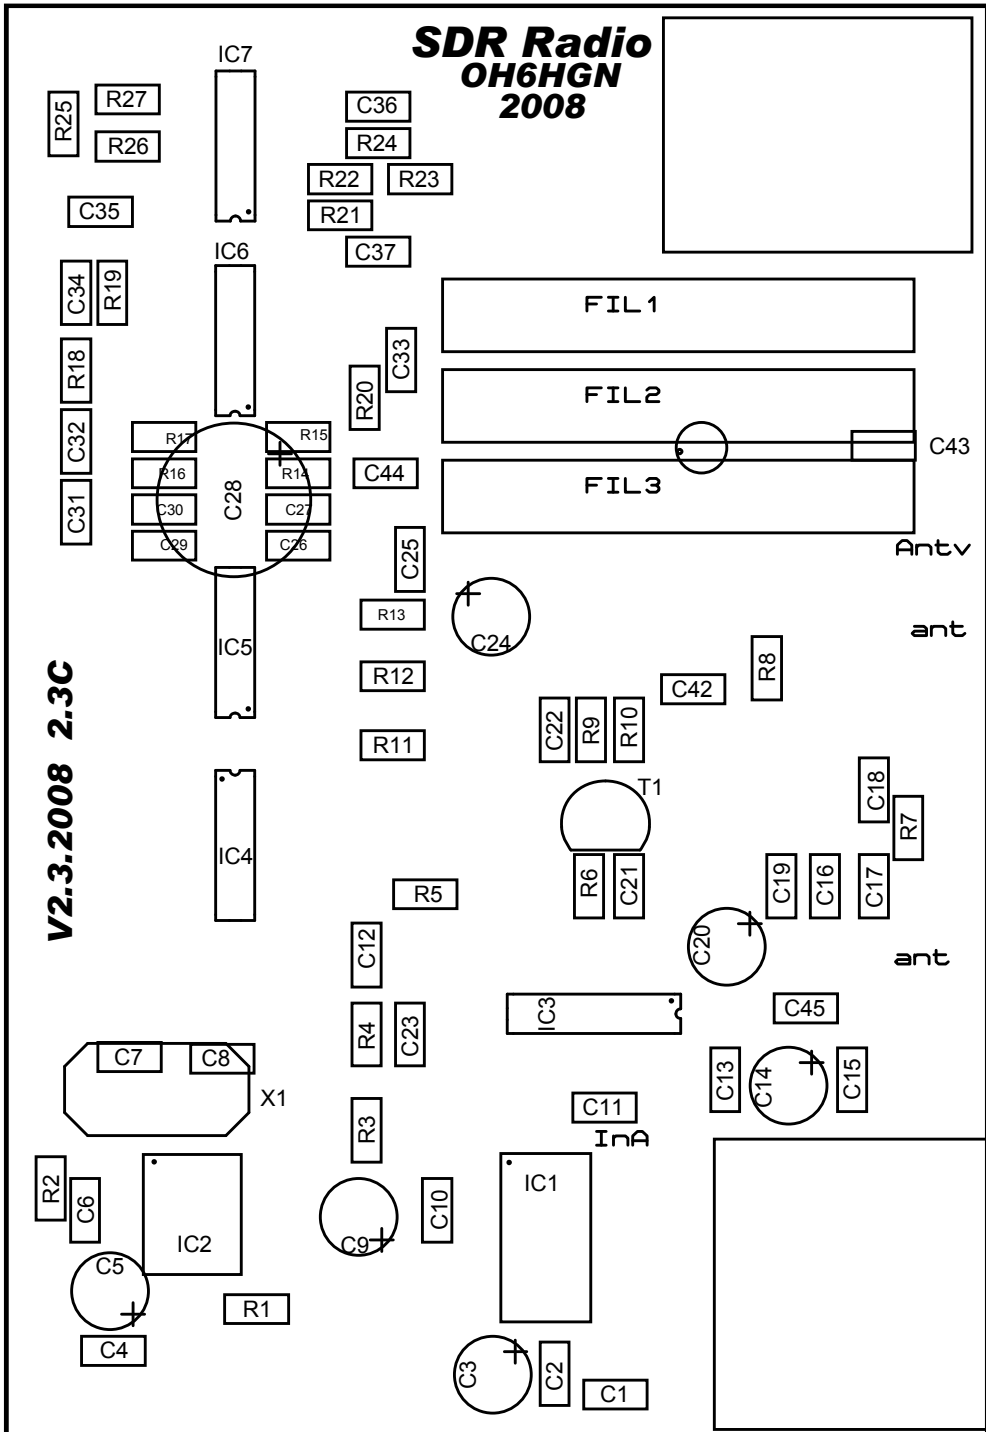 SDR Radio
OH6HGN
2008
IC7
R25
R27
R26
C36
R24
R22
R23
R21
C35
C37
IC6
C34
R19
FIL1
C33
R18
R20
FIL2
C32
R17
R15
C43
R16
R14
C44
C31
C28
FIL3
C30
C27
C29
C26
C25
Antv
R13
ant
C24
IC5
R12
R8
C42
V2.3.2008 2.3C
R11
C22
R9
R10
T1
C18
R7
IC4
R5
R6
C21
C19
C16
C17
C12
C20
ant
IC3
C45
R4
C23
C7
C8
X1
C13
C14
C15
C11
R3
InA
R2
C6
IC2
C9
C10
IC1
C5
R1
C4
C3
C2
C1